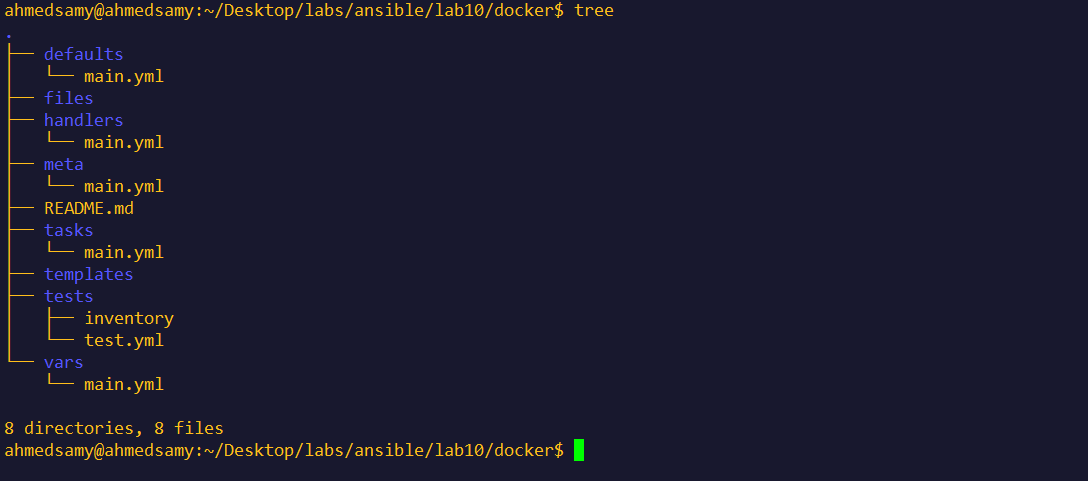 ahmedsamy@ahmedsamy:~/Desktop/labs/ansible/lab10/docker$ tree
.
├── defaults
│   └── main.yml
├── files
├── handlers
│   └── main.yml
├── meta
│   └── main.yml
├── README.md
├── tasks
│   └── main.yml
├── templates
├── tests
│   ├── inventory
│   └── test.yml
└── vars
    └── main.yml

8 directories, 8 files
ahmedsamy@ahmedsamy:~/Desktop/labs/ansible/lab10/docker$